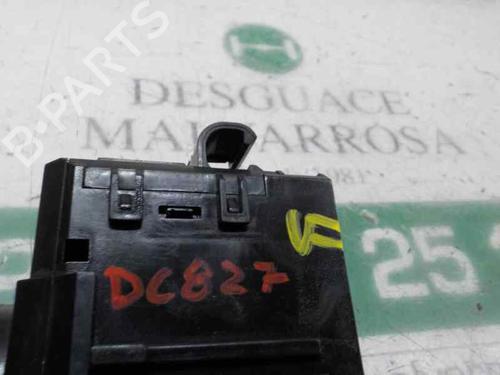 DESGUACE
MALVARROSA
B-PARTS
DC827
25